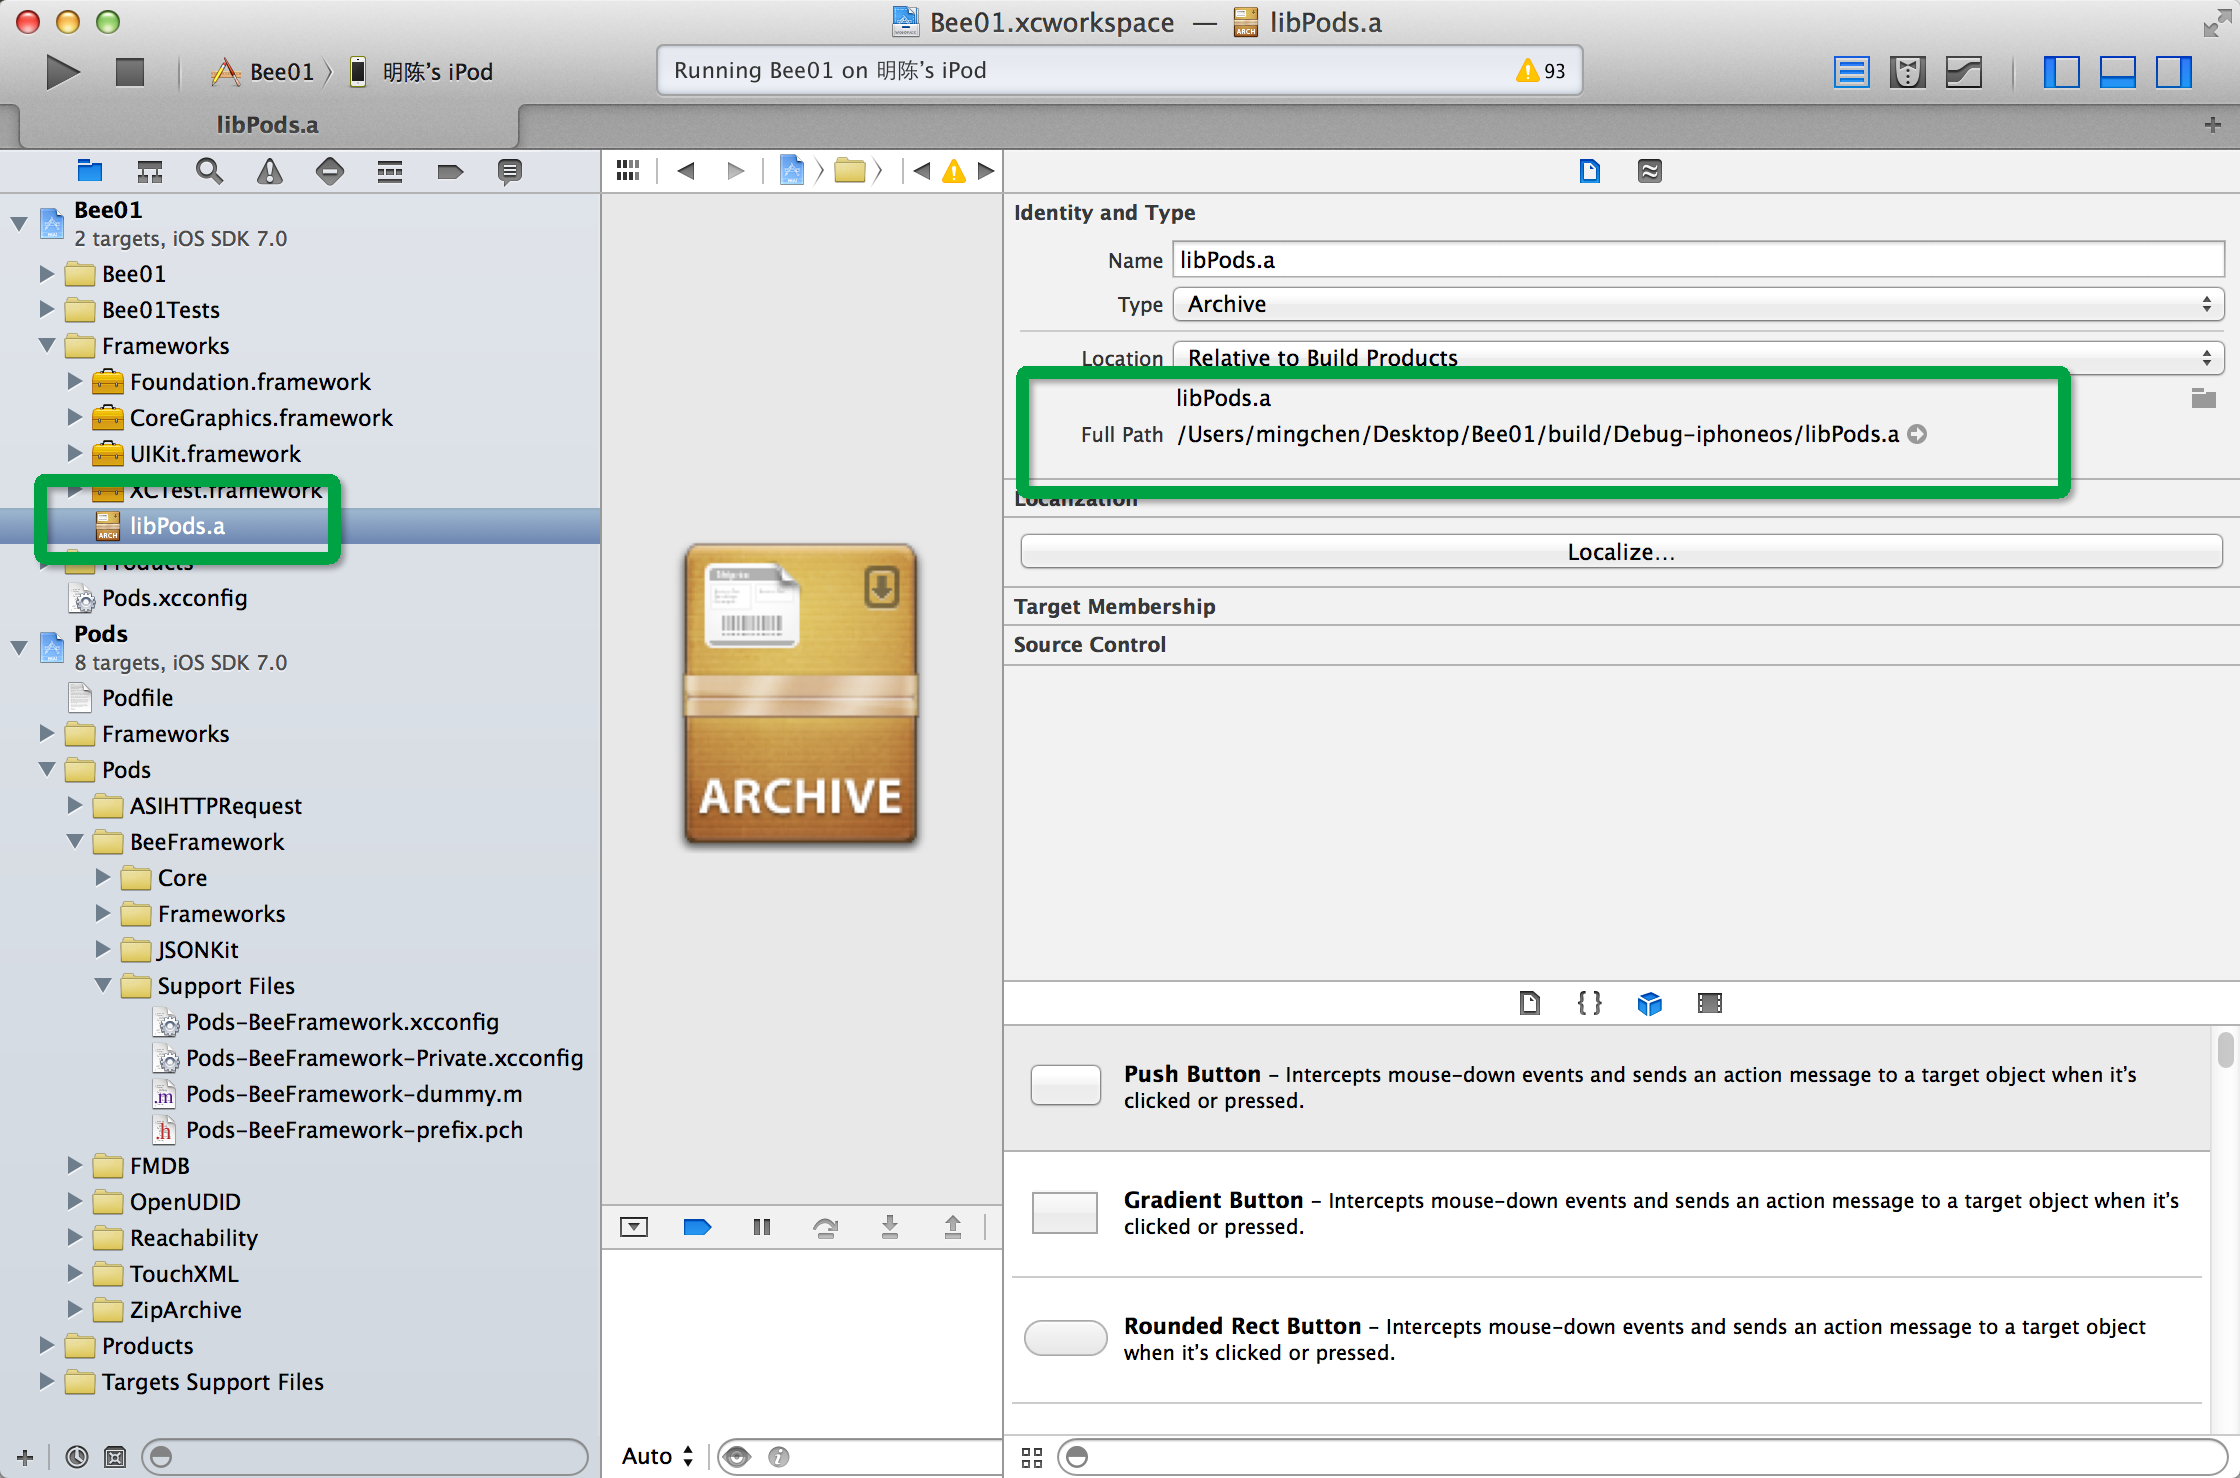 Bee01.xcworkspace — libPods.a
Bee01 明陈’s iPod
Running Bee01 on 明陈’s iPod
93
libPods.a
Bee01
2 targets, iOS SDK 7.0
Bee01
Bee01Tests
Frameworks
Foundation.framework
CoreGraphics.framework
UIKit.framework
XCTest.framework
libPods.a
Products
Pods.xcconfig
Pods
8 targets, iOS SDK 7.0
Podfile
Frameworks
Pods
ASIHTTPRequest
BeeFramework
Core
Frameworks
JSONKit
Support Files
Pods-BeeFramework.xcconfig
Pods-BeeFramework-Private.xcconfig
Pods-BeeFramework-dummy.m
Pods-BeeFramework-prefix.pch
FMDB
OpenUDID
Reachability
TouchXML
ZipArchive
Products
Targets Support Files
ARCHIVE
Auto
Identity and Type
Name libPods.a
Type Archive
Location Relative to Build Products
libPods.a
Full Path /Users/mingchen/Desktop/Bee01/build/Debug-iphoneos/libPods.a
Localization
Localize...
Target Membership
Source Control
{ }
Push Button – Intercepts mouse-down events and sends an action message to a target object when it’s
clicked or pressed.
Gradient Button – Intercepts mouse-down events and sends an action message to a target object when it’s
clicked or pressed.
Rounded Rect Button – Intercepts mouse-down events and sends an action message to a target object
when it’s clicked or pressed.